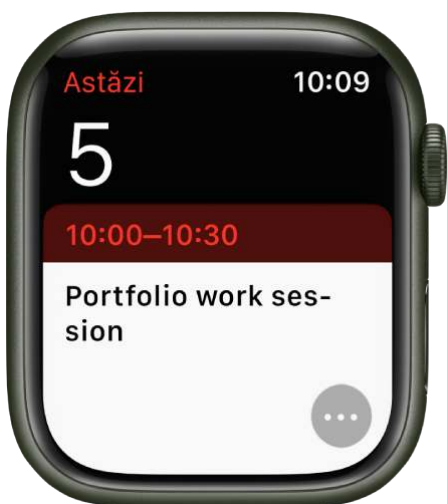 Astăzi
10:09
5
10:00–10:30
Portfolio work ses-
sion